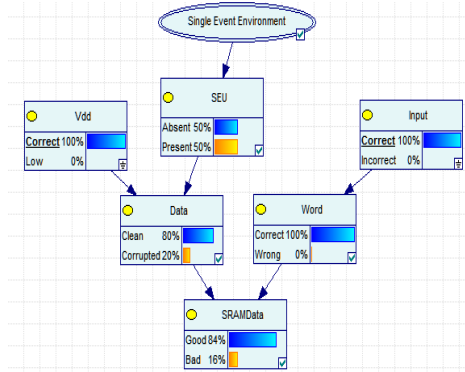 Single Event Environment
SEU
Absent 50%
Present 50%
Vdd
Correct 100%
Low 0%
Input
Correct 100%
Incorrect 0%
Data
Clean 80%
Corrupted 20%
Word
Correct 100%
Wrong 0%
SRAMData
Good 84%
Bad 16%